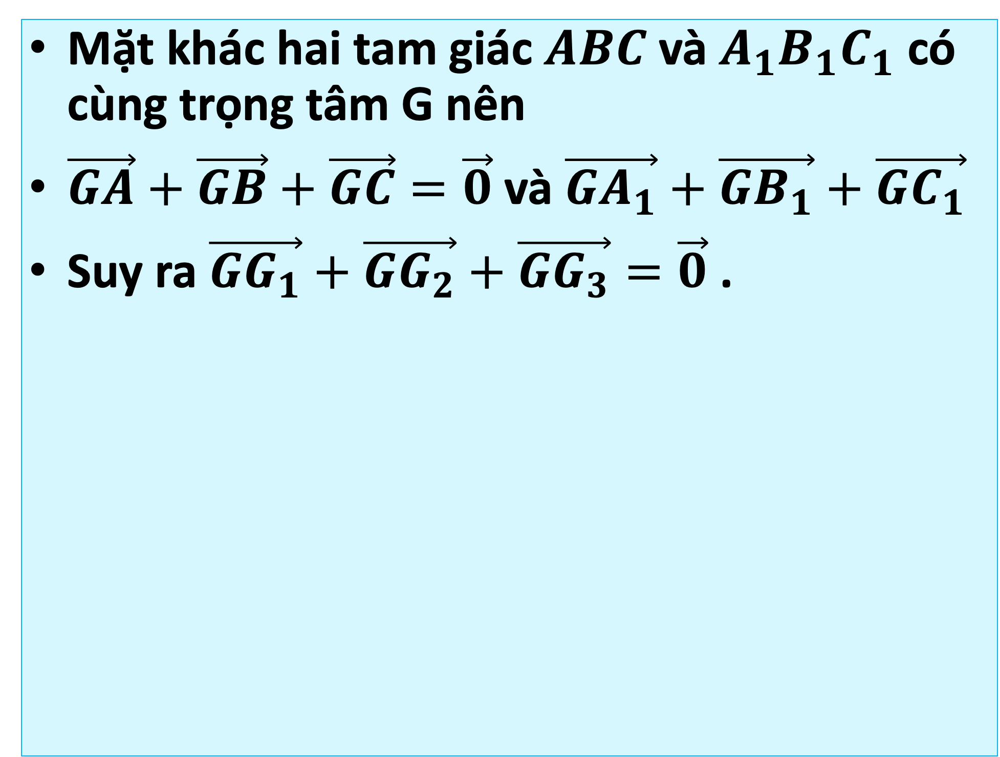 • Mặt khác hai tam giác $ABC$ và $A_1B_1C_1$ có
cùng trọng tâm G nên
• $\overrightarrow{GA} + \overrightarrow{GB} + \overrightarrow{GC} = \overrightarrow{0}$ và $\overrightarrow{GA_1} + \overrightarrow{GB_1} + \overrightarrow{GC_1}$
• Suy ra $\overrightarrow{GG_1} + \overrightarrow{GG_2} + \overrightarrow{GG_3} = \overrightarrow{0}$ .